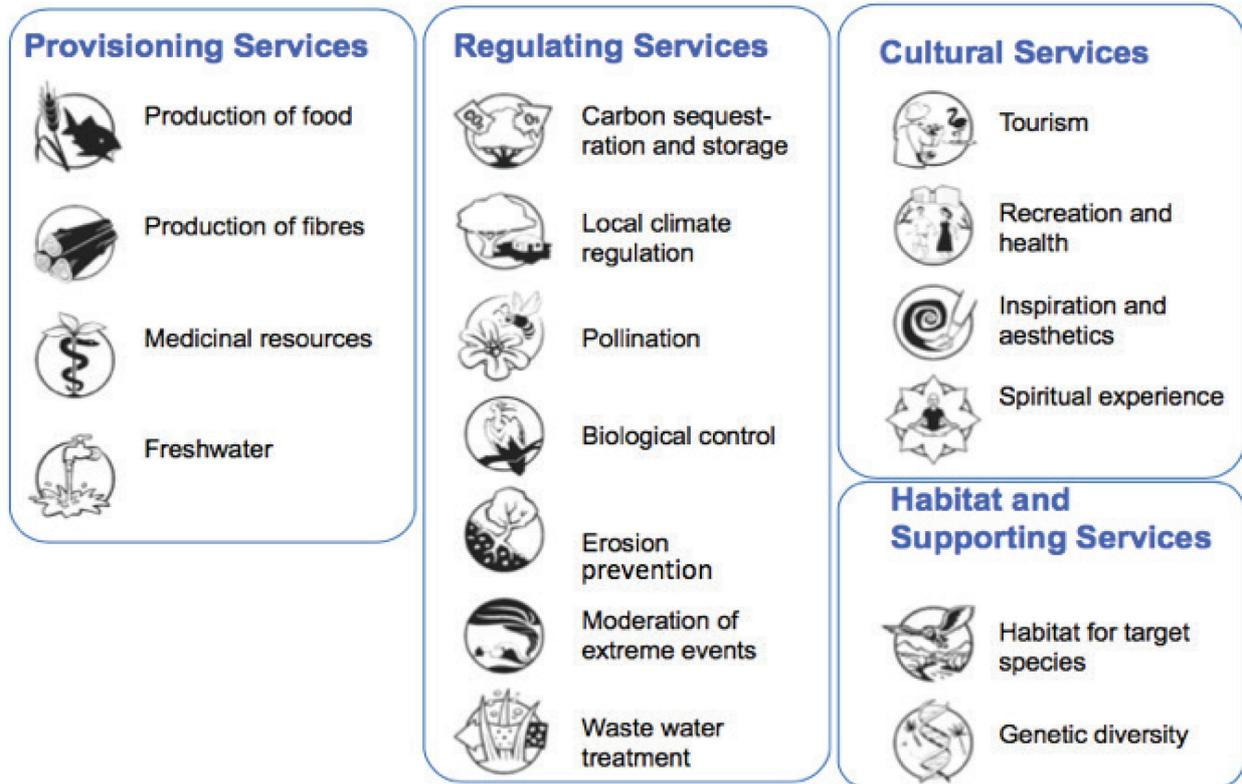 Provisioning Services
Production of food
Production of fibres
Medicinal resources
Freshwater
Regulating Services
CO₂
O₂
Carbon sequest-
ration and storage
Local climate
regulation
Pollination
Biological control
Erosion
prevention
Moderation of
extreme events
Waste water
treatment
Cultural Services
Tourism
Recreation and
health
Inspiration and
aesthetics
Spiritual experience
Habitat and
Supporting Services
Habitat for target
species
Genetic diversity